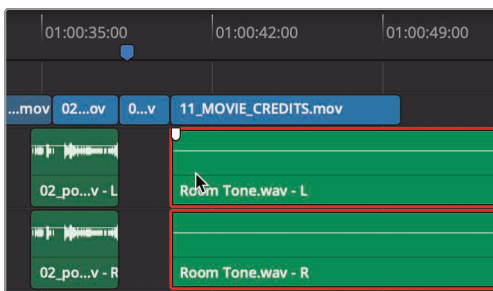 01:00:35:00 01:00:42:00 01:00:49:00
...mov 02...ov 0...v 11_MOVIE_CREDITS.mov
02_po...v - L Room Tone.wav - L
02_po...v - R Room Tone.wav - R